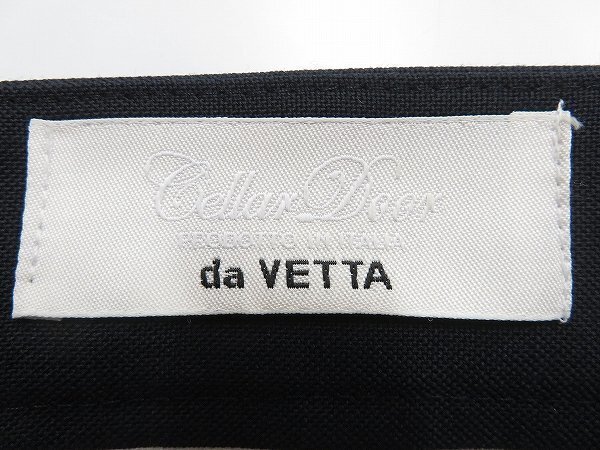 Cellar Door
PRODOTTO IN ITALIA
da VETTA